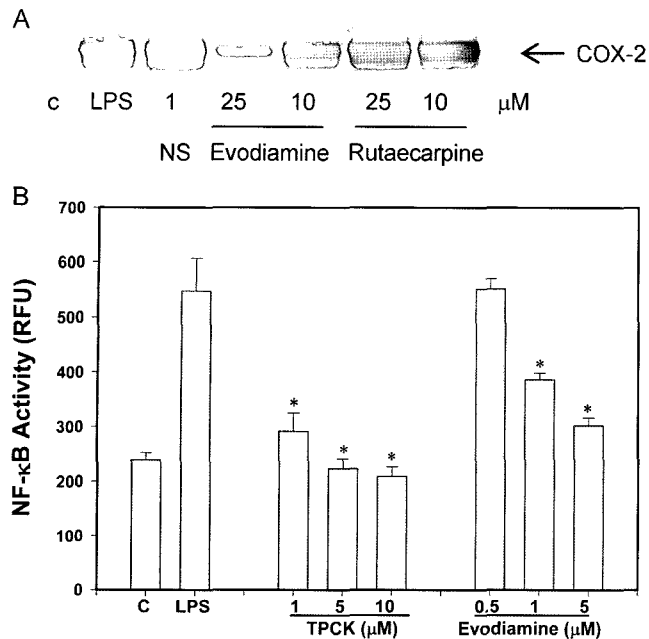 A
COX-2
c LPS 1 25 10 25 10 μM
NS Evodiamine Rutaecarpine
B
NF-κB Activity (RFU)
700
600
500
400
300
200
100
0
* * * * *
C LPS 1 5 10 0.5 1 5
TPCK (μM) Evodiamine (μM)